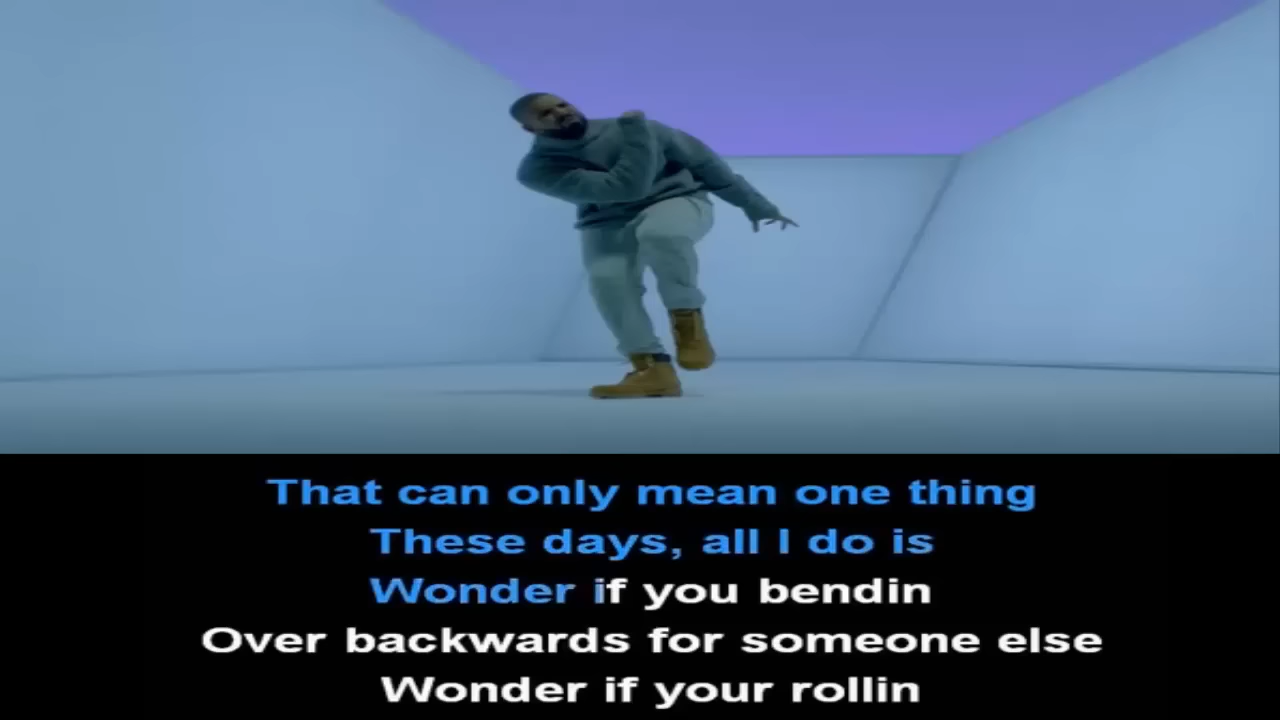 That can only mean one thing
These days, all I do is
Wonder if you bendin
Over backwards for someone else
Wonder if your rollin